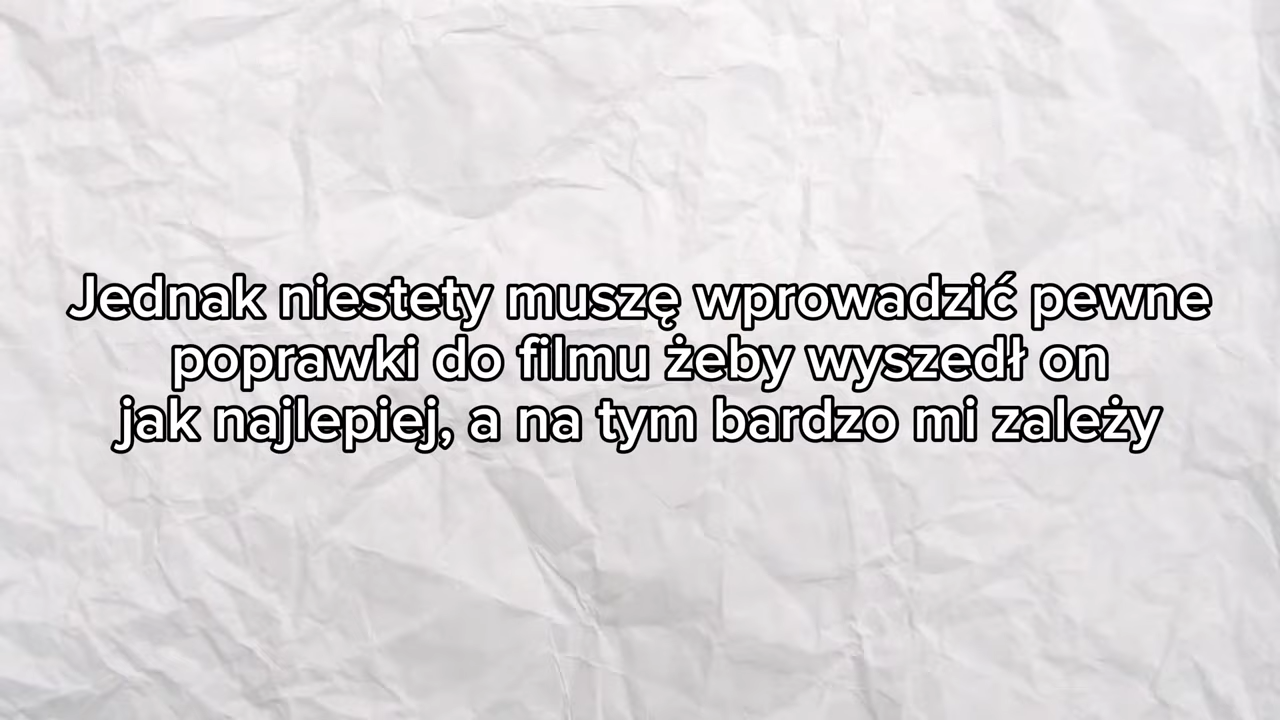 Jednak niestety muszę wprowadzić pewne
poprawki do filmu żeby wyszedł on
jak najlepiej, a na tym bardzo mi zależy